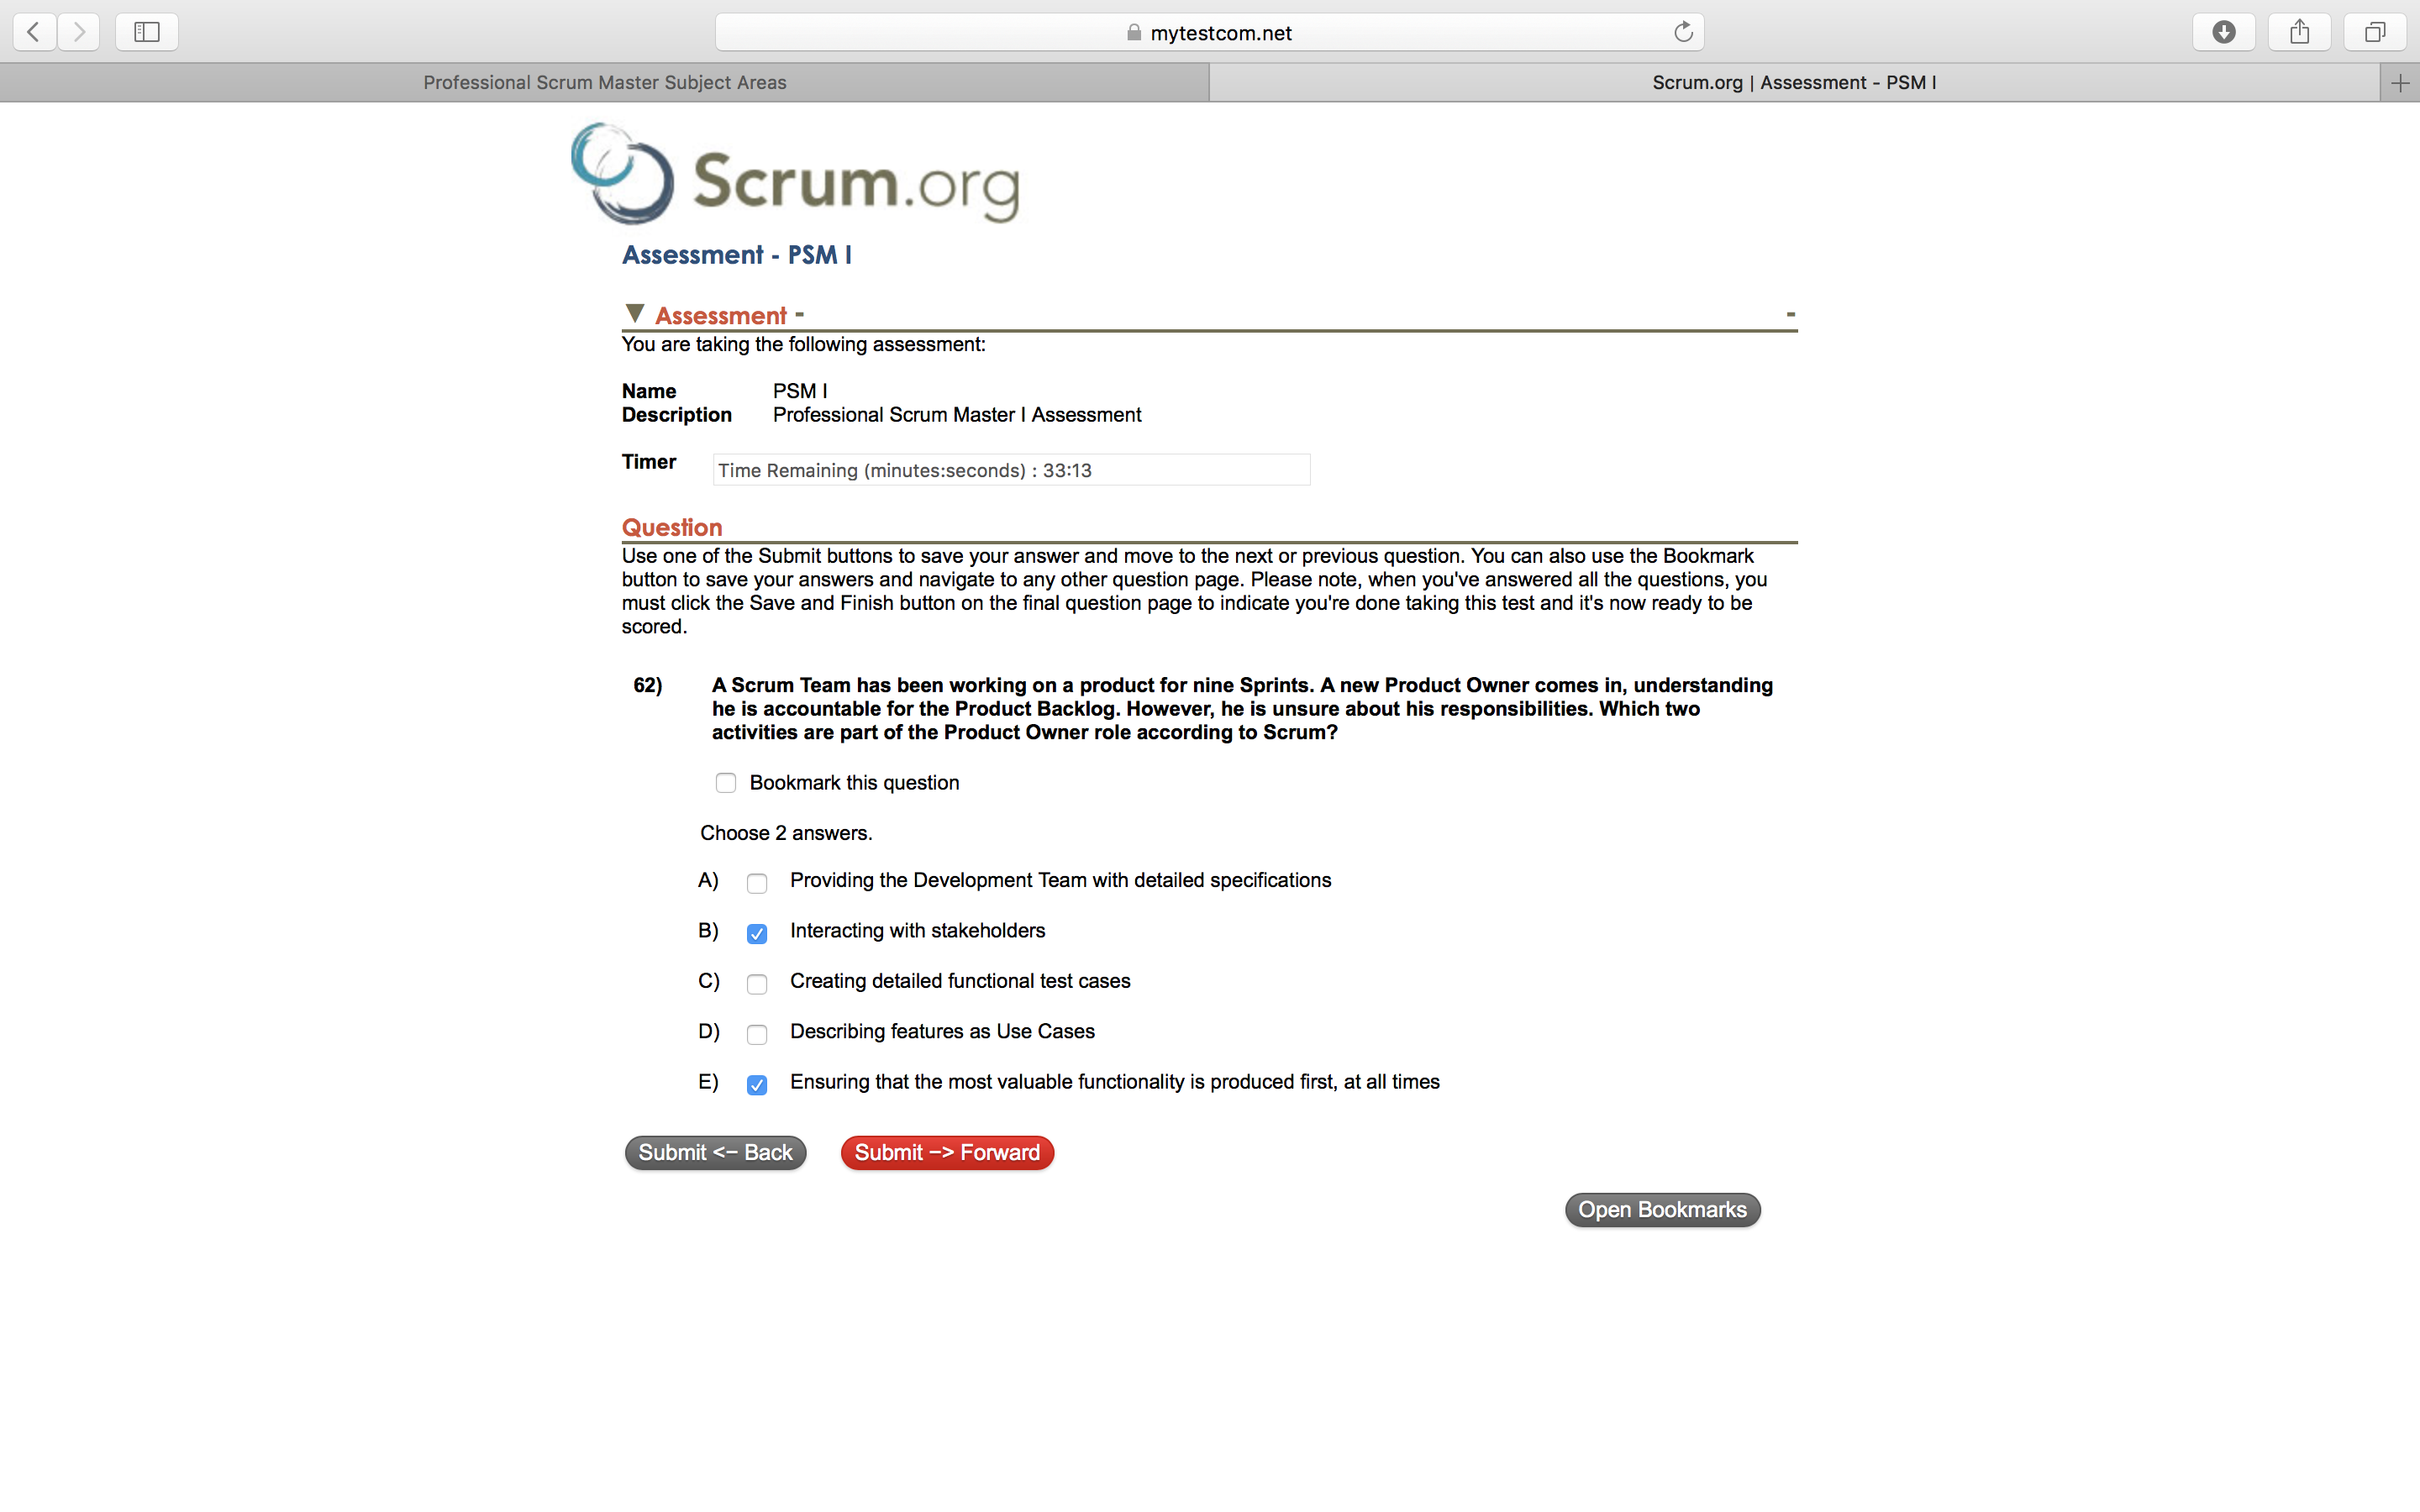 mytestcom.net
Professional Scrum Master Subject Areas
Scrum.org | Assessment - PSM I
Scrum.org
Assessment - PSM I
▼ Assessment - -
You are taking the following assessment:
Name PSM I
Description Professional Scrum Master I Assessment
Timer Time Remaining (minutes:seconds) : 33:13
Question
Use one of the Submit buttons to save your answer and move to the next or previous question. You can also use the Bookmark
button to save your answers and navigate to any other question page. Please note, when you've answered all the questions, you
must click the Save and Finish button on the final question page to indicate you're done taking this test and it's now ready to be
scored.
62) A Scrum Team has been working on a product for nine Sprints. A new Product Owner comes in, understanding
he is accountable for the Product Backlog. However, he is unsure about his responsibilities. Which two
activities are part of the Product Owner role according to Scrum?
Bookmark this question
Choose 2 answers.
A) Providing the Development Team with detailed specifications
B) Interacting with stakeholders
C) Creating detailed functional test cases
D) Describing features as Use Cases
E) Ensuring that the most valuable functionality is produced first, at all times
Submit <- Back Submit -> Forward
Open Bookmarks